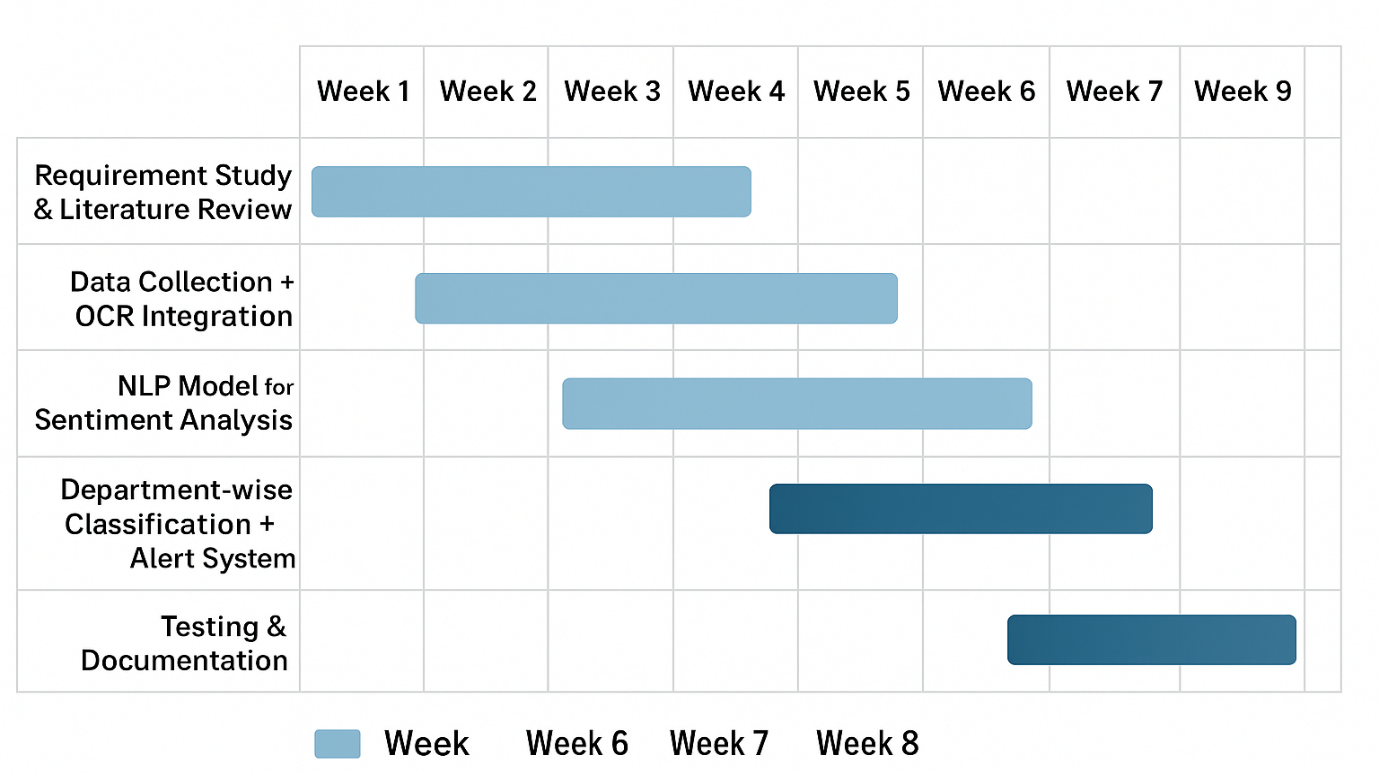 Week 1 Week 2 Week 3 Week 4 Week 5 Week 6 Week 7 Week 9
Requirement Study
& Literature Review
Data Collection +
OCR Integration
NLP Model for
Sentiment Analysis
Department-wise
Classification +
Alert System
Testing &
Documentation
Week Week 6 Week 7 Week 8